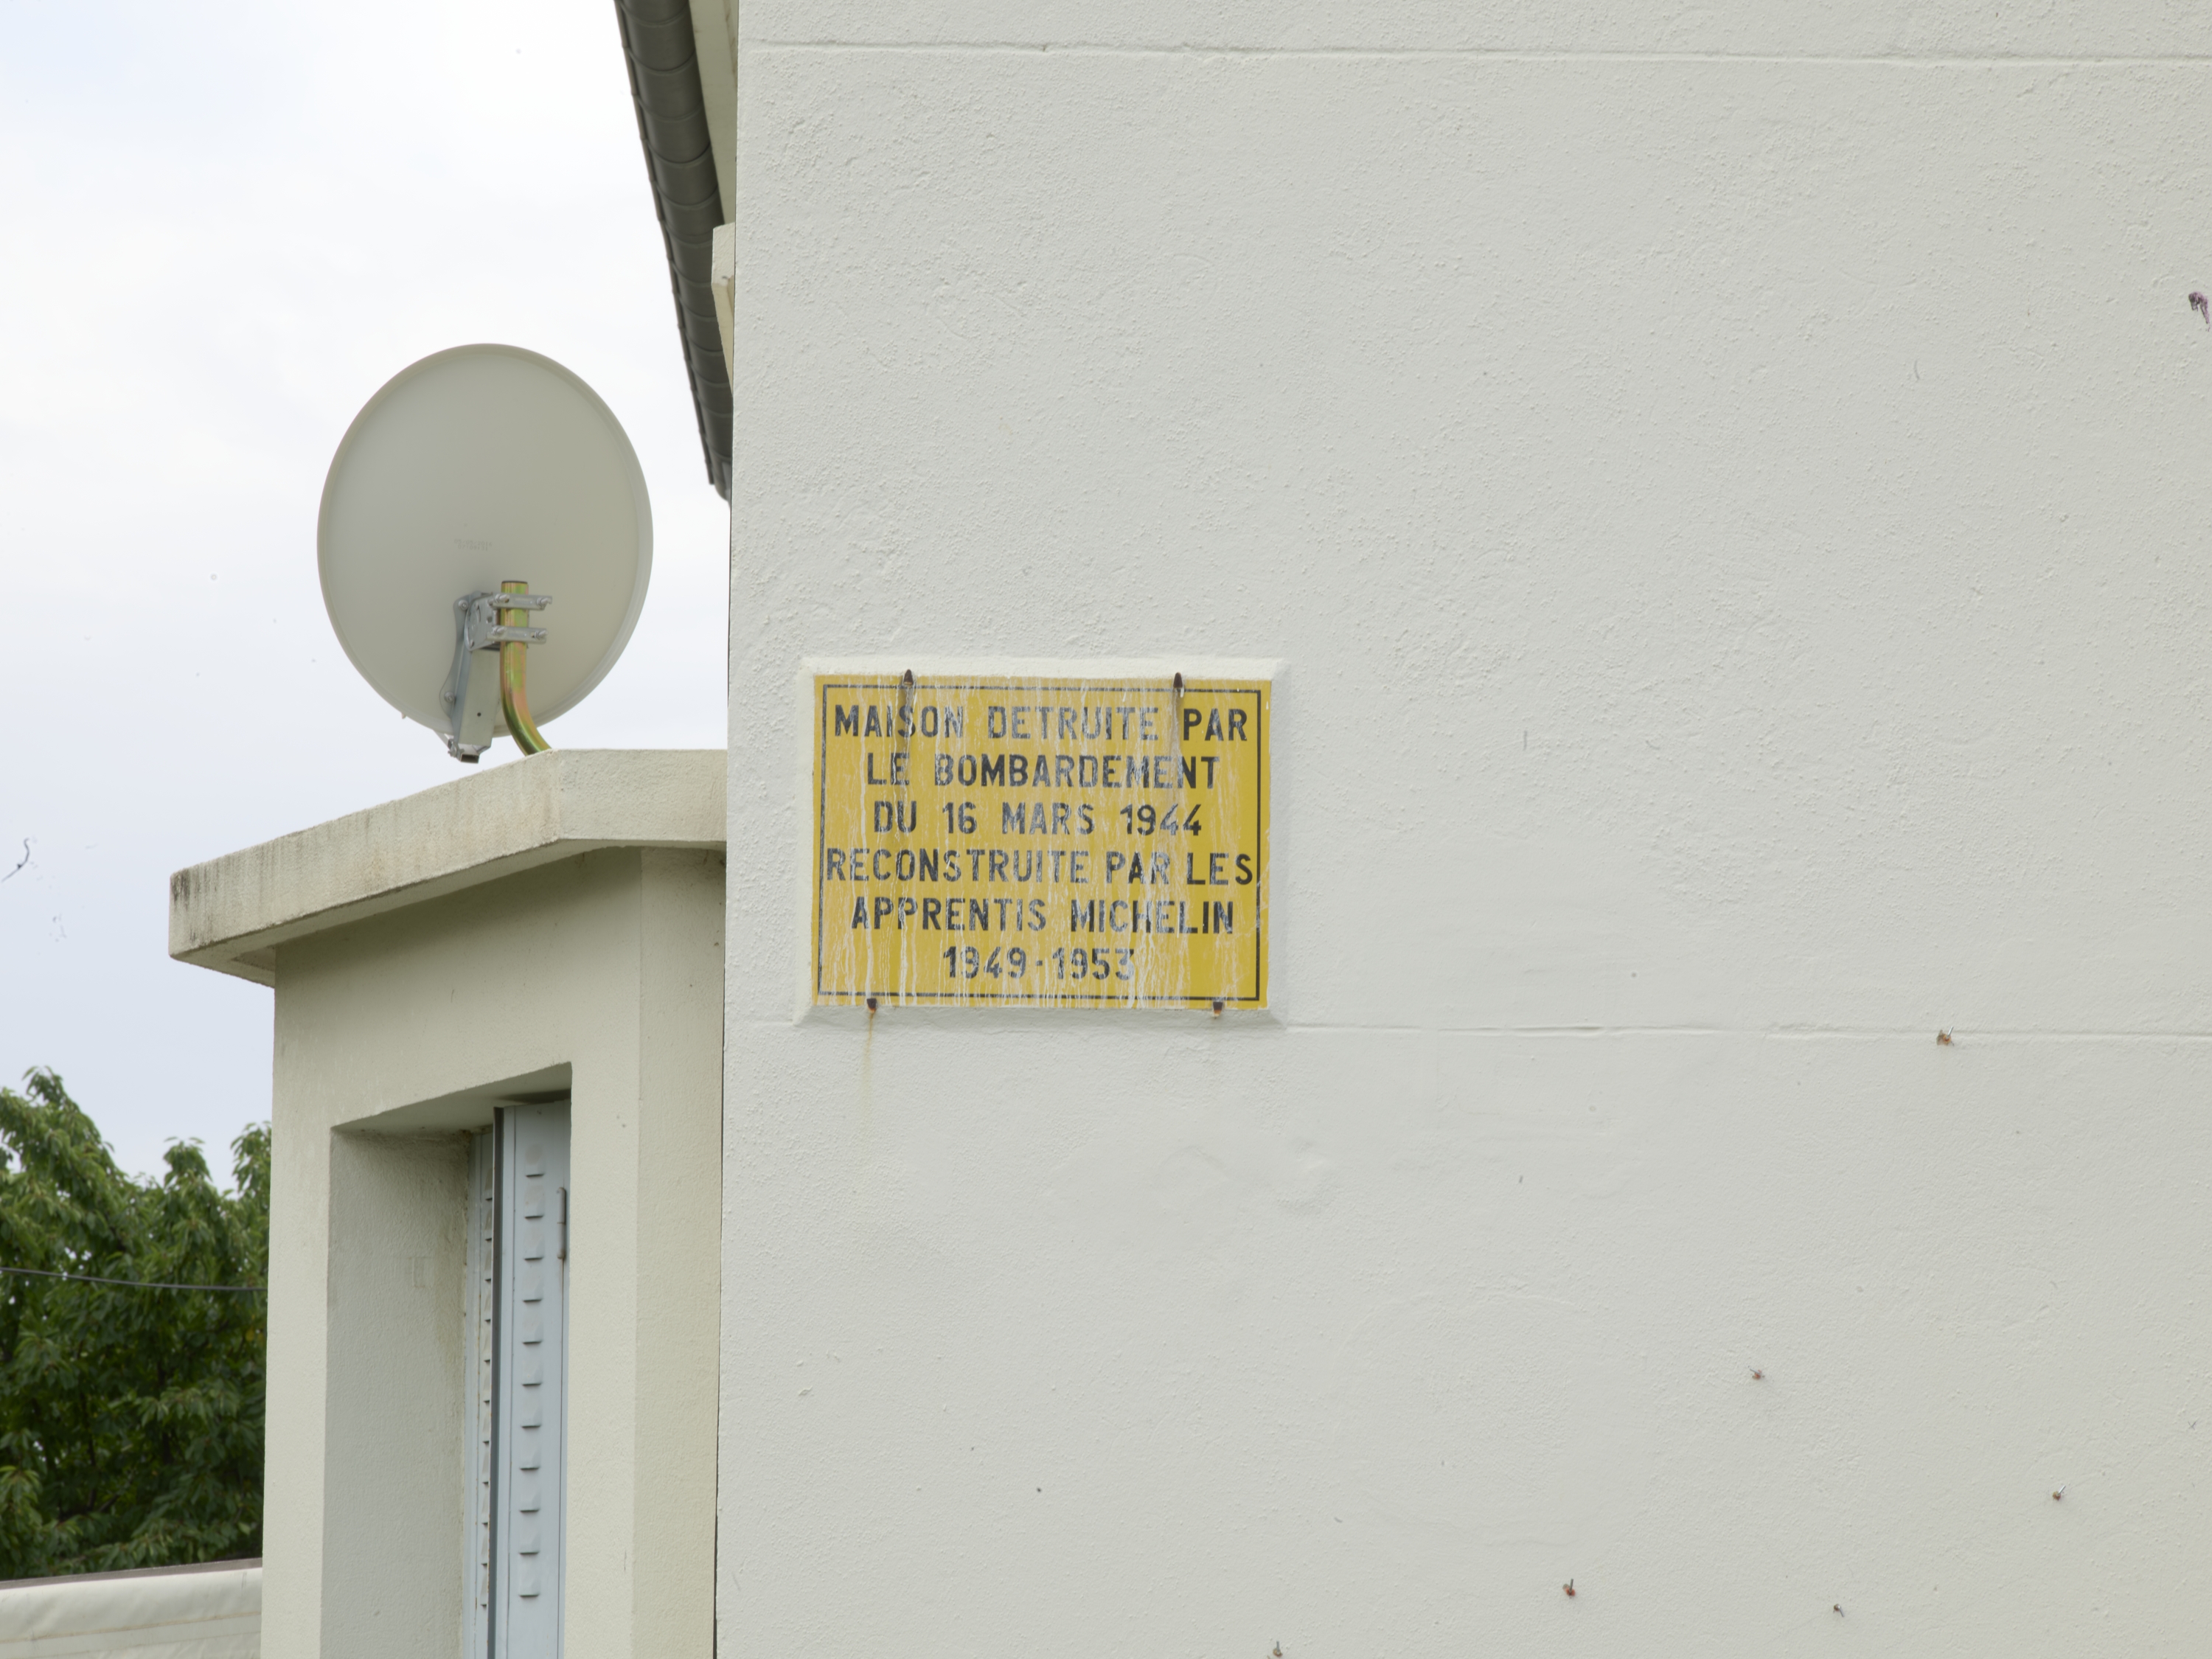 MAISON DETRUITE PAR
LE BOMBARDEMENT
DU 16 MARS 1944
RECONSTRUITE PAR LES
APPRENTIS MICHELIN
1949-1953